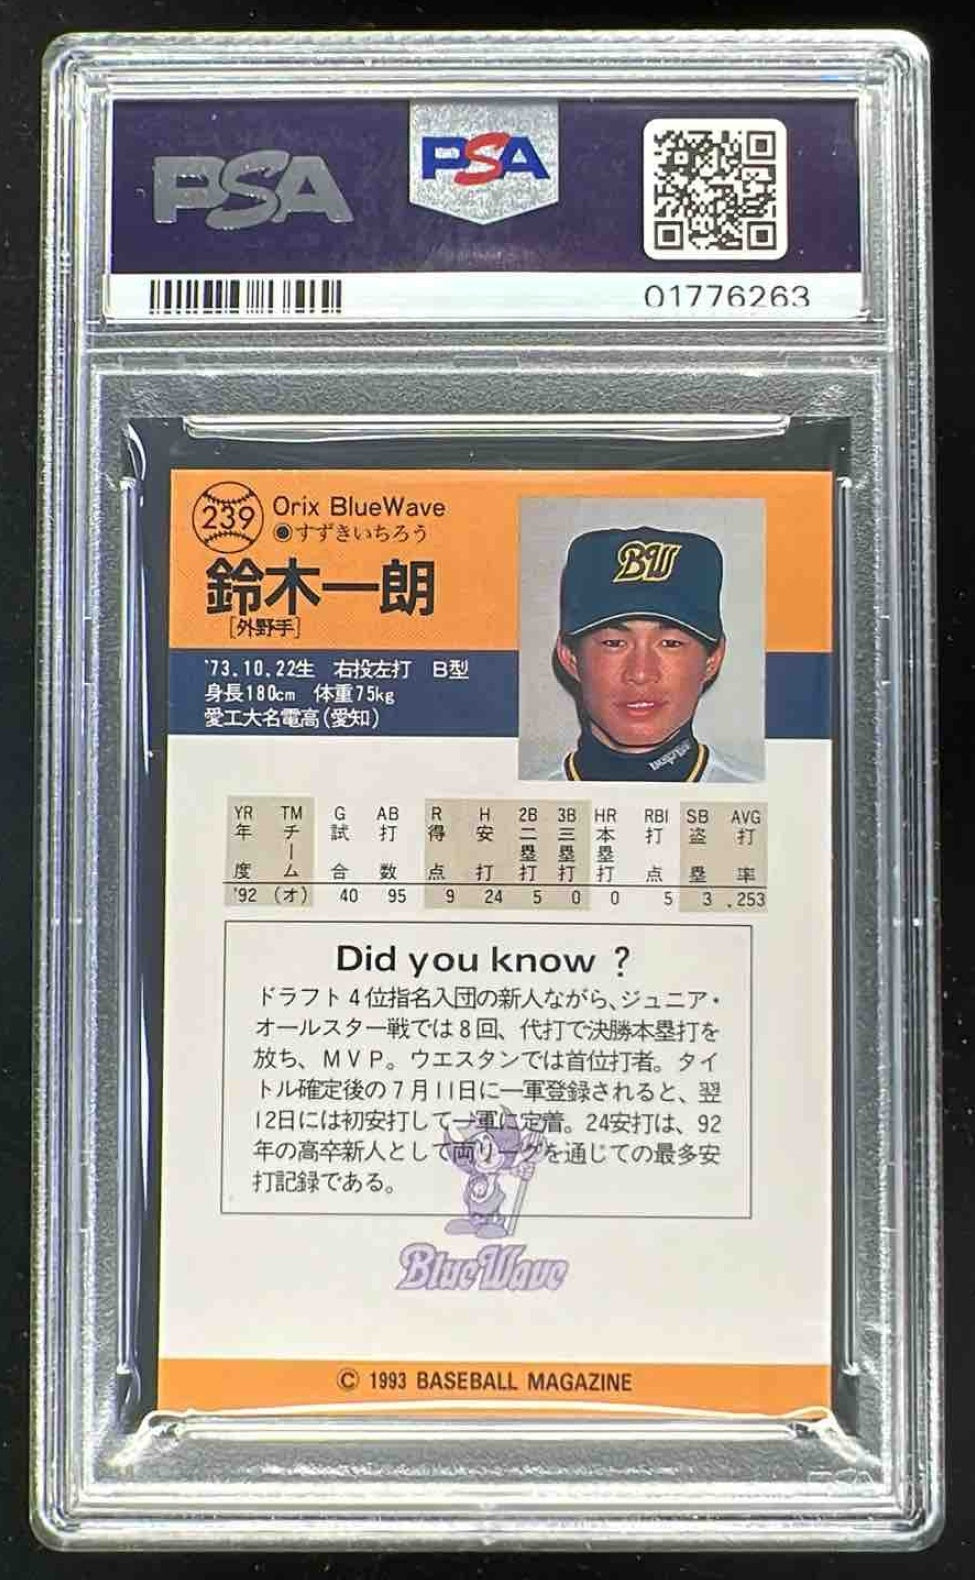 PSA
PSA
01776263
239
Orix BlueWave
●すずきいちろう
鈴木一朗
[外野手]
BW
'73.10.22生 右投左打 B型
身長180cm 体重75kg
愛工大名電高(愛知)
YR TM G AB R H 2B 3B HR RBI SB AVG
年度 チーム 試合 打数 得点 安打 二塁打 三塁打 本塁打 打点 盗塁 打率
'92 (オ) 40 95 9 24 5 0 0 5 3 .253
Did you know ?
ドラフト4位指名入団の新人ながら、ジュニア・
オールスター戦では8回、代打で決勝本塁打を
放ち、MVP。ウエスタンでは首位打者。タイ
トル確定後の7月11日に一軍登録されると、翌
12日には初安打して一軍に定着。24安打は、92
年の高卒新人として両リーグを通じての最多安
打記録である。
BlueWave
© 1993 BASEBALL MAGAZINE
PSA